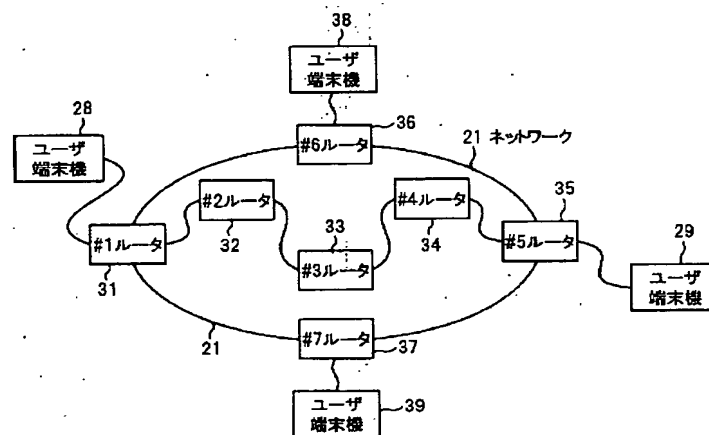 38
ユーザ
端末機
28
ユーザ
端末機
36
#6ルータ
21 ネットワーク
#2ルータ
32
#4ルータ
34
33
#3ルータ
35
#1ルータ
31
#5ルータ
29
ユーザ
端末機
21
#7ルータ
37
ユーザ
端末機
39